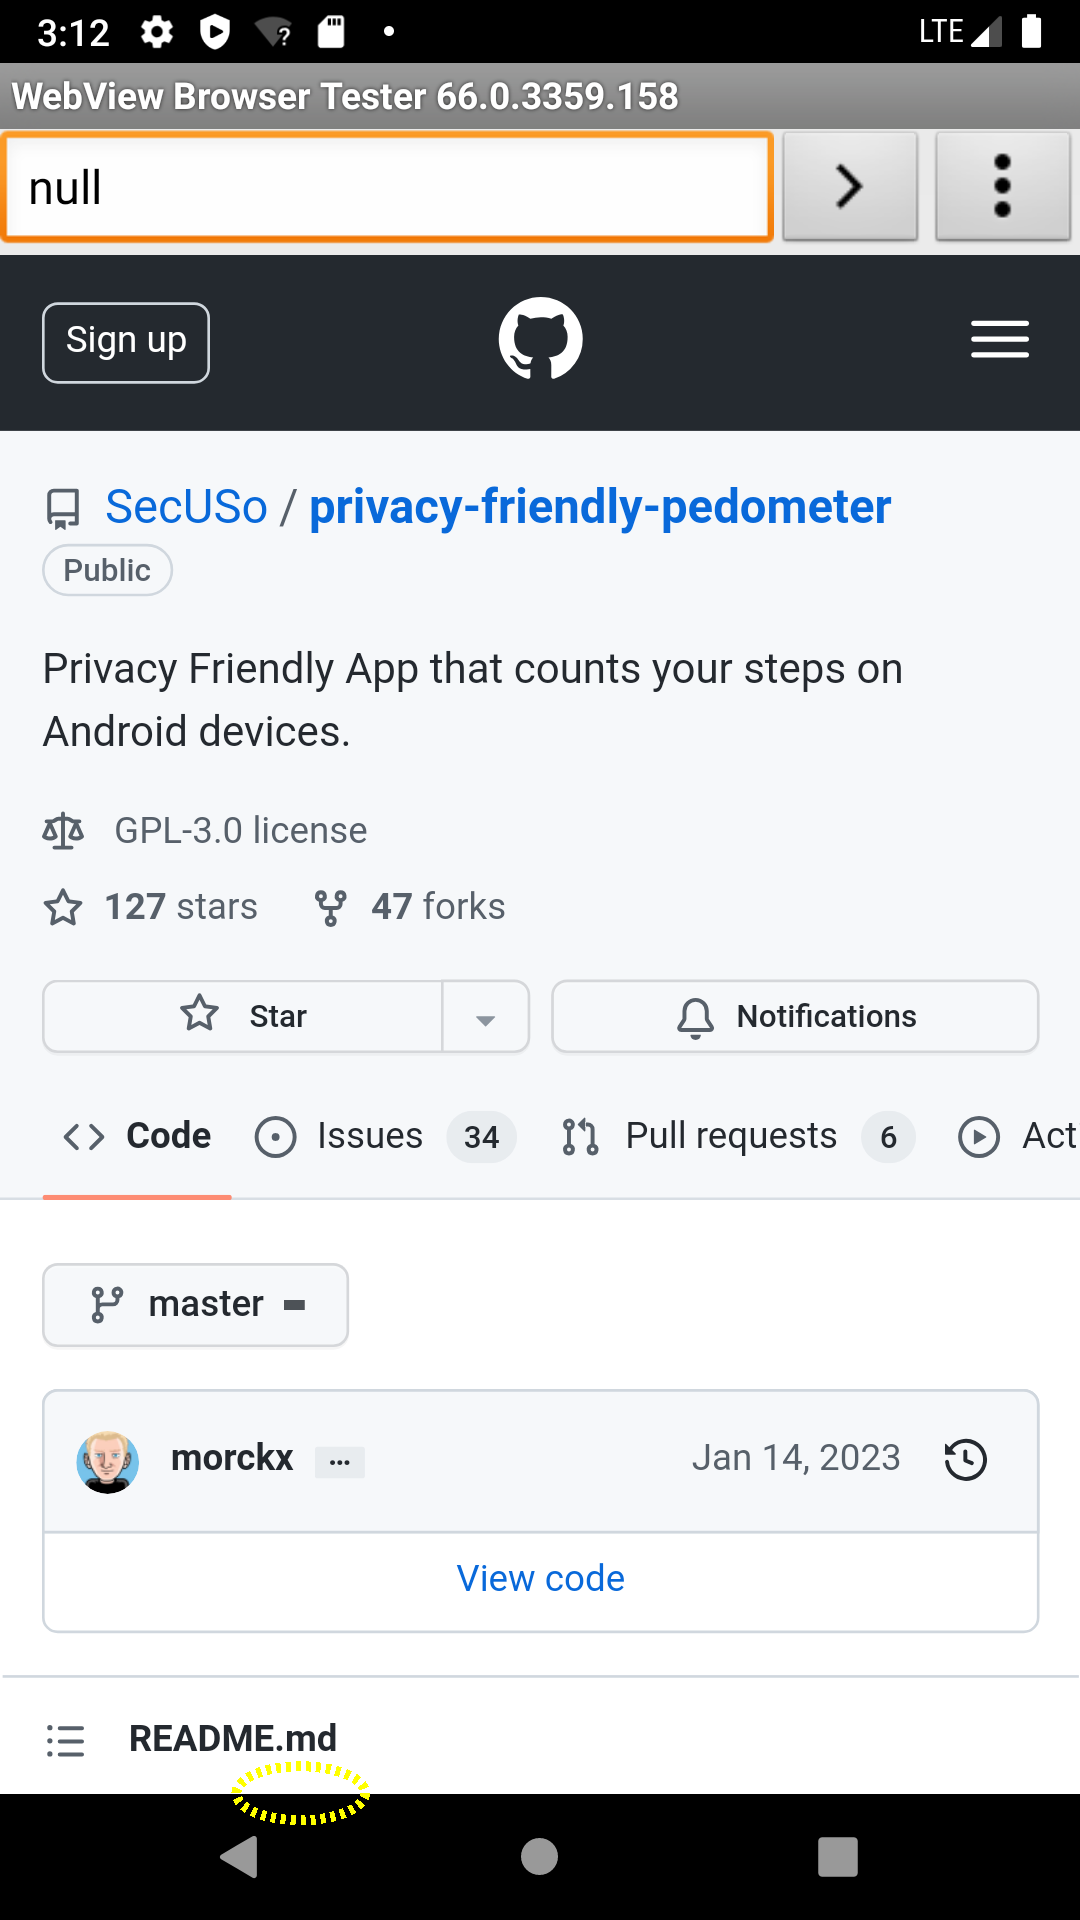 3:12
LTE
WebView Browser Tester 66.0.3359.158
null
Sign up
SecUSo / privacy-friendly-pedometer
Public
Privacy Friendly App that counts your steps on
Android devices.
GPL-3.0 license
127 stars 47 forks
Star
Notifications
Code Issues 34 Pull requests 6 Act
master
morckx ... Jan 14, 2023
View code
README.md